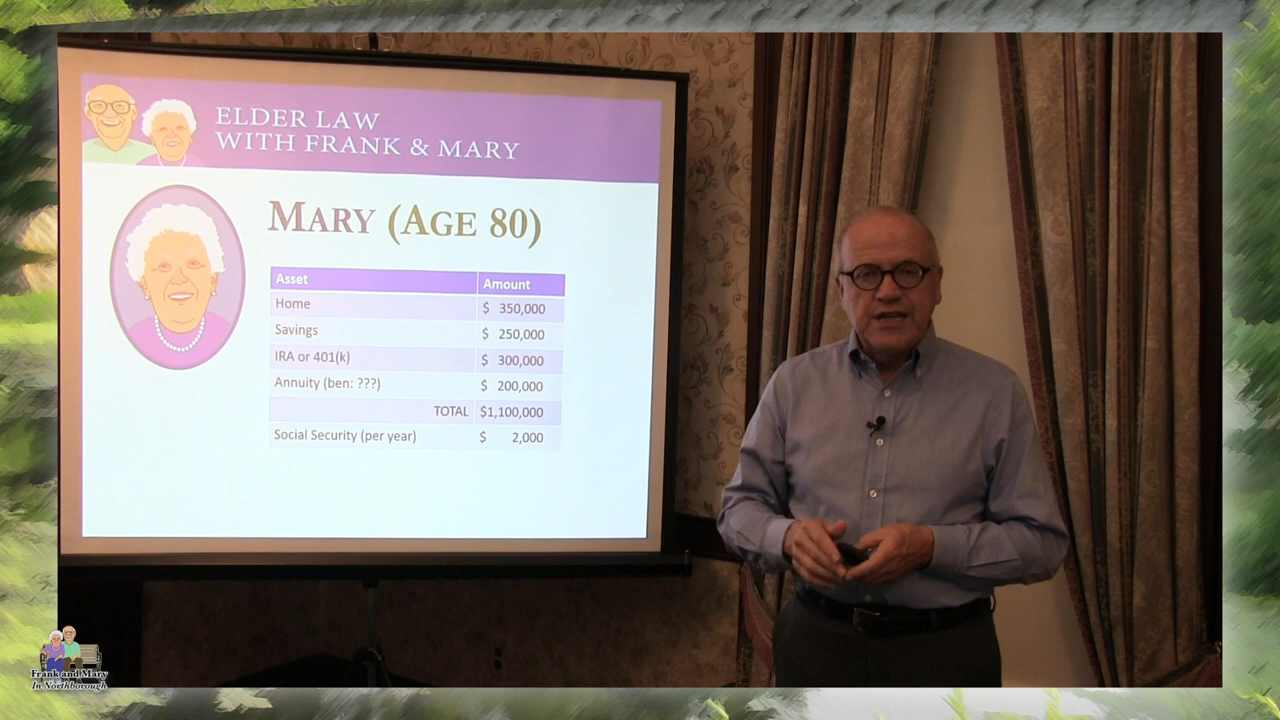 ELDER LAW
WITH FRANK & MARY
MARY (AGE 80)
Asset Amount
Home $ 350,000
Savings $ 250,000
IRA or 401(k) $ 300,000
Annuity (ben: ???) $ 200,000
TOTAL $1,100,000
Social Security (per year) $ 2,000
Frank and Mary
In Northborough